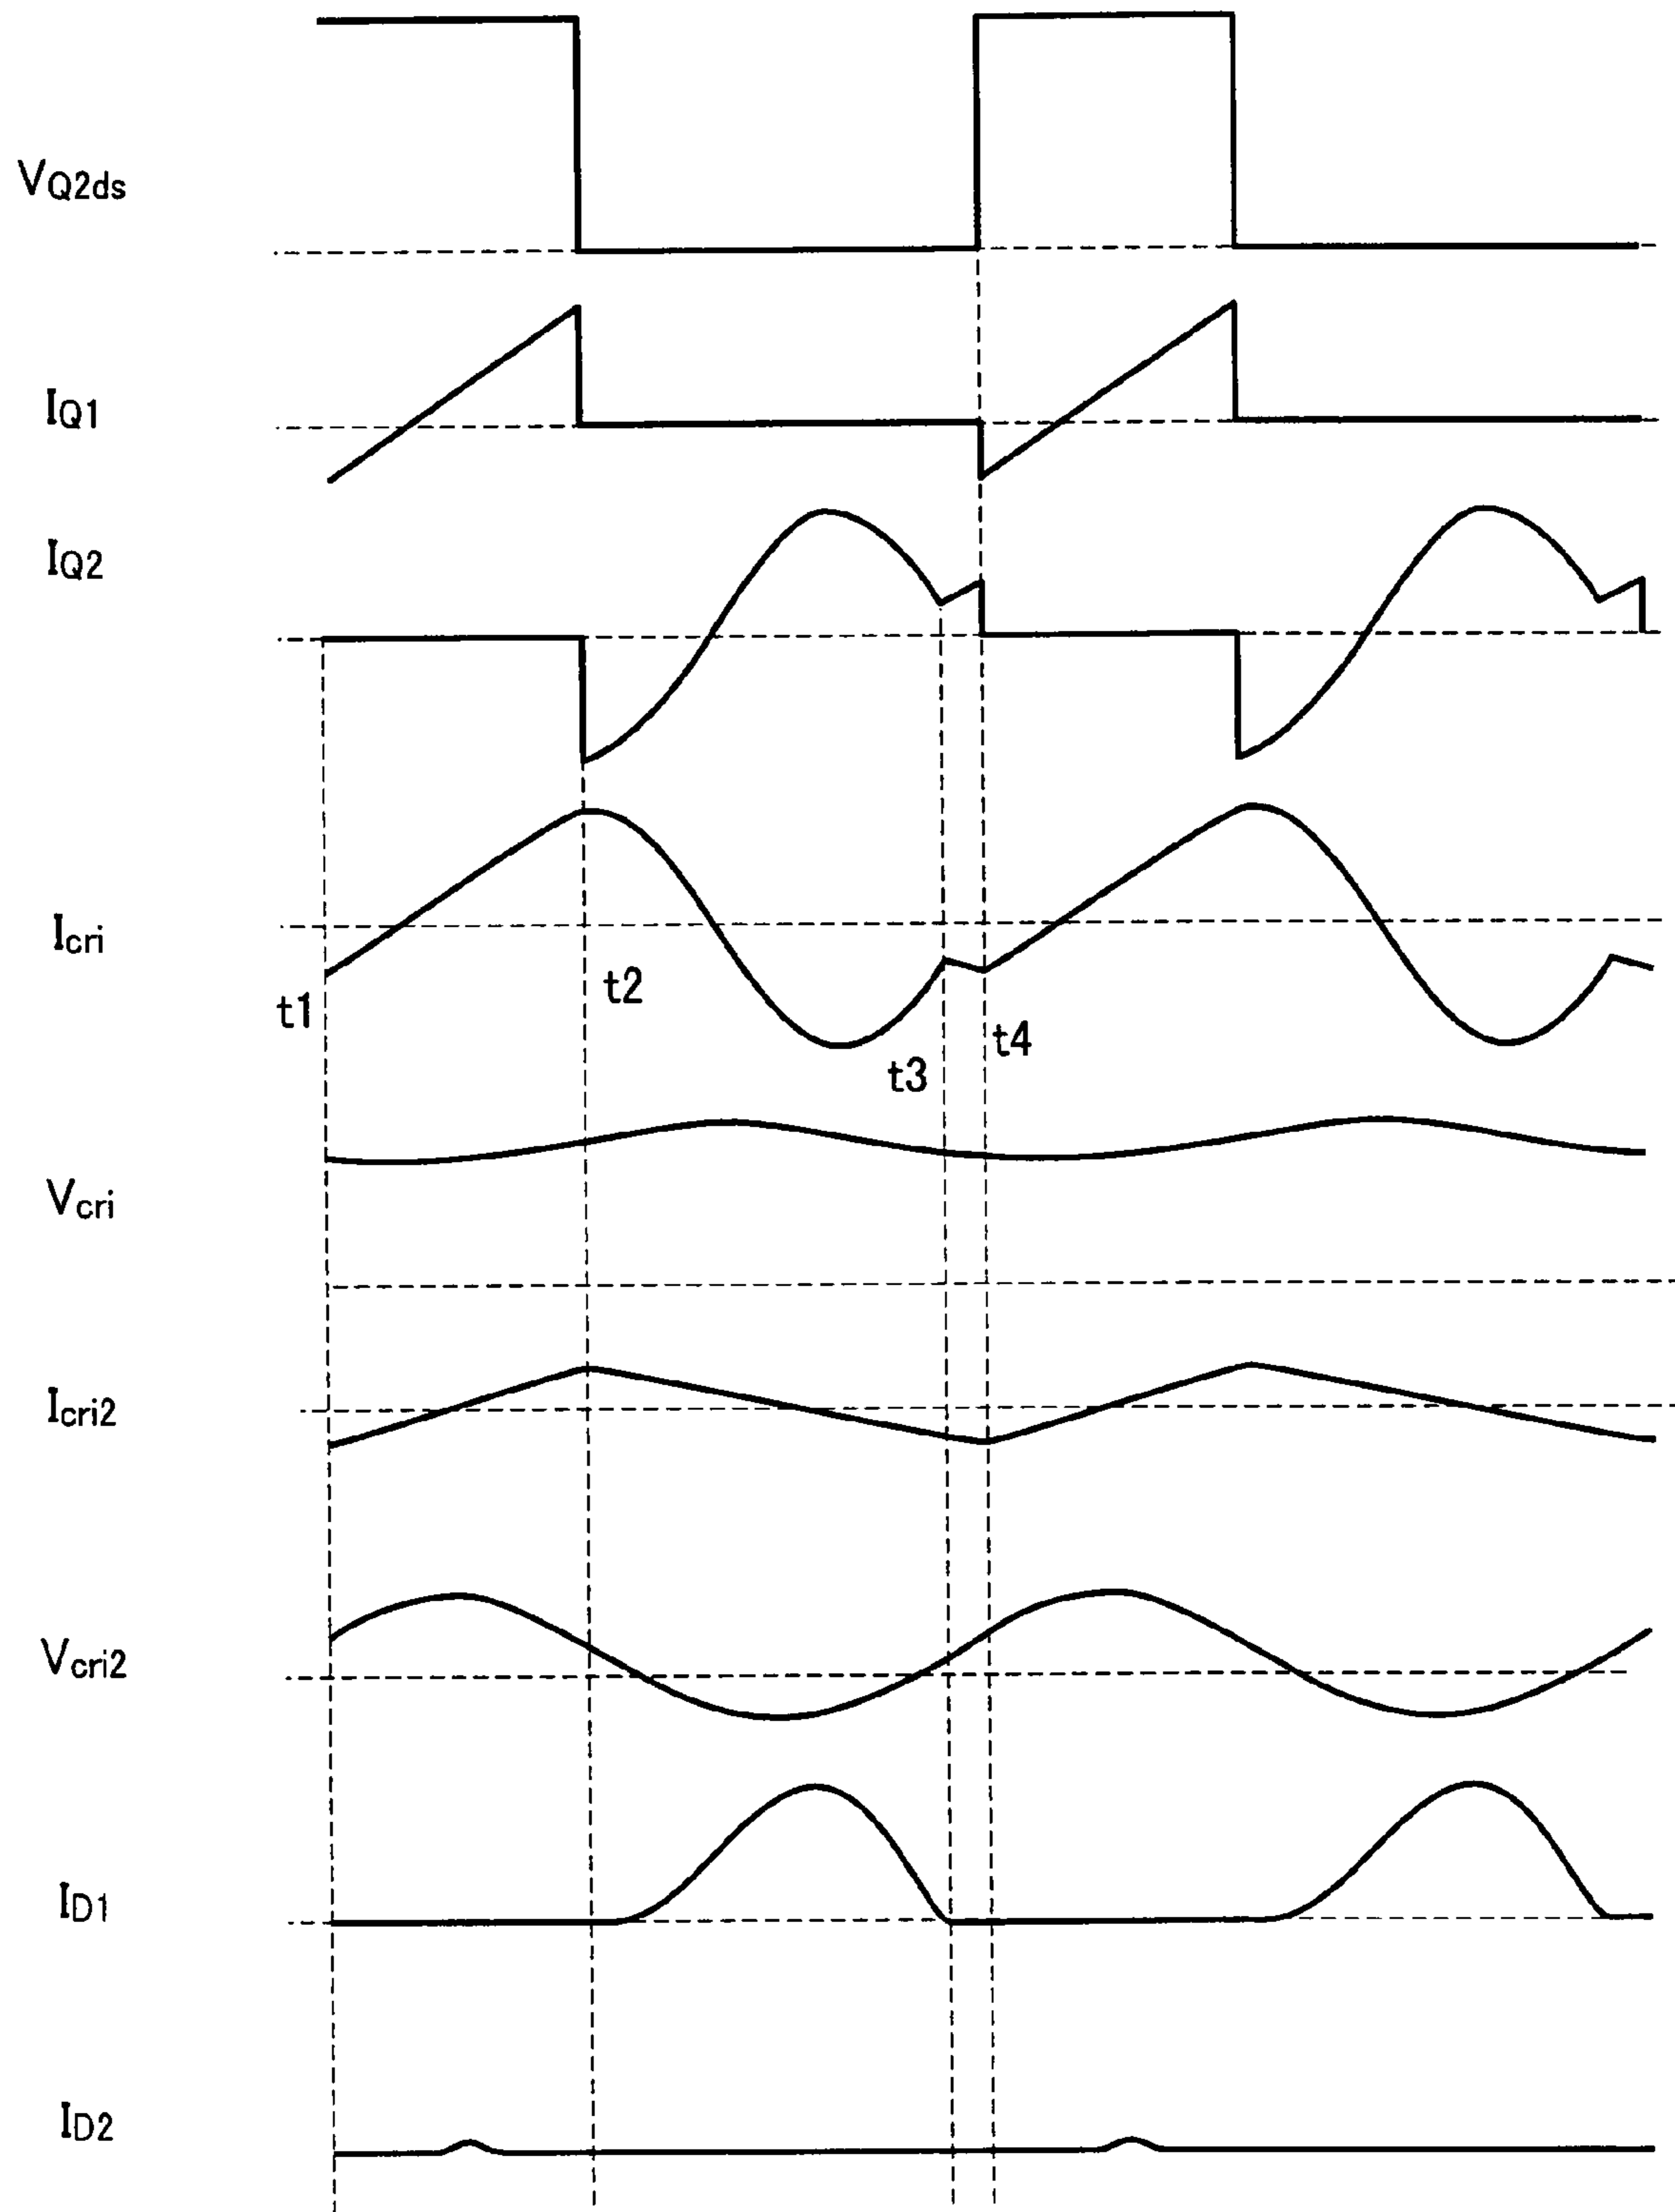 VQ2ds
IQ1
IQ2
Icri
t1
t2
t3
t4
Vcri
Icri2
Vcri2
ID1
ID2